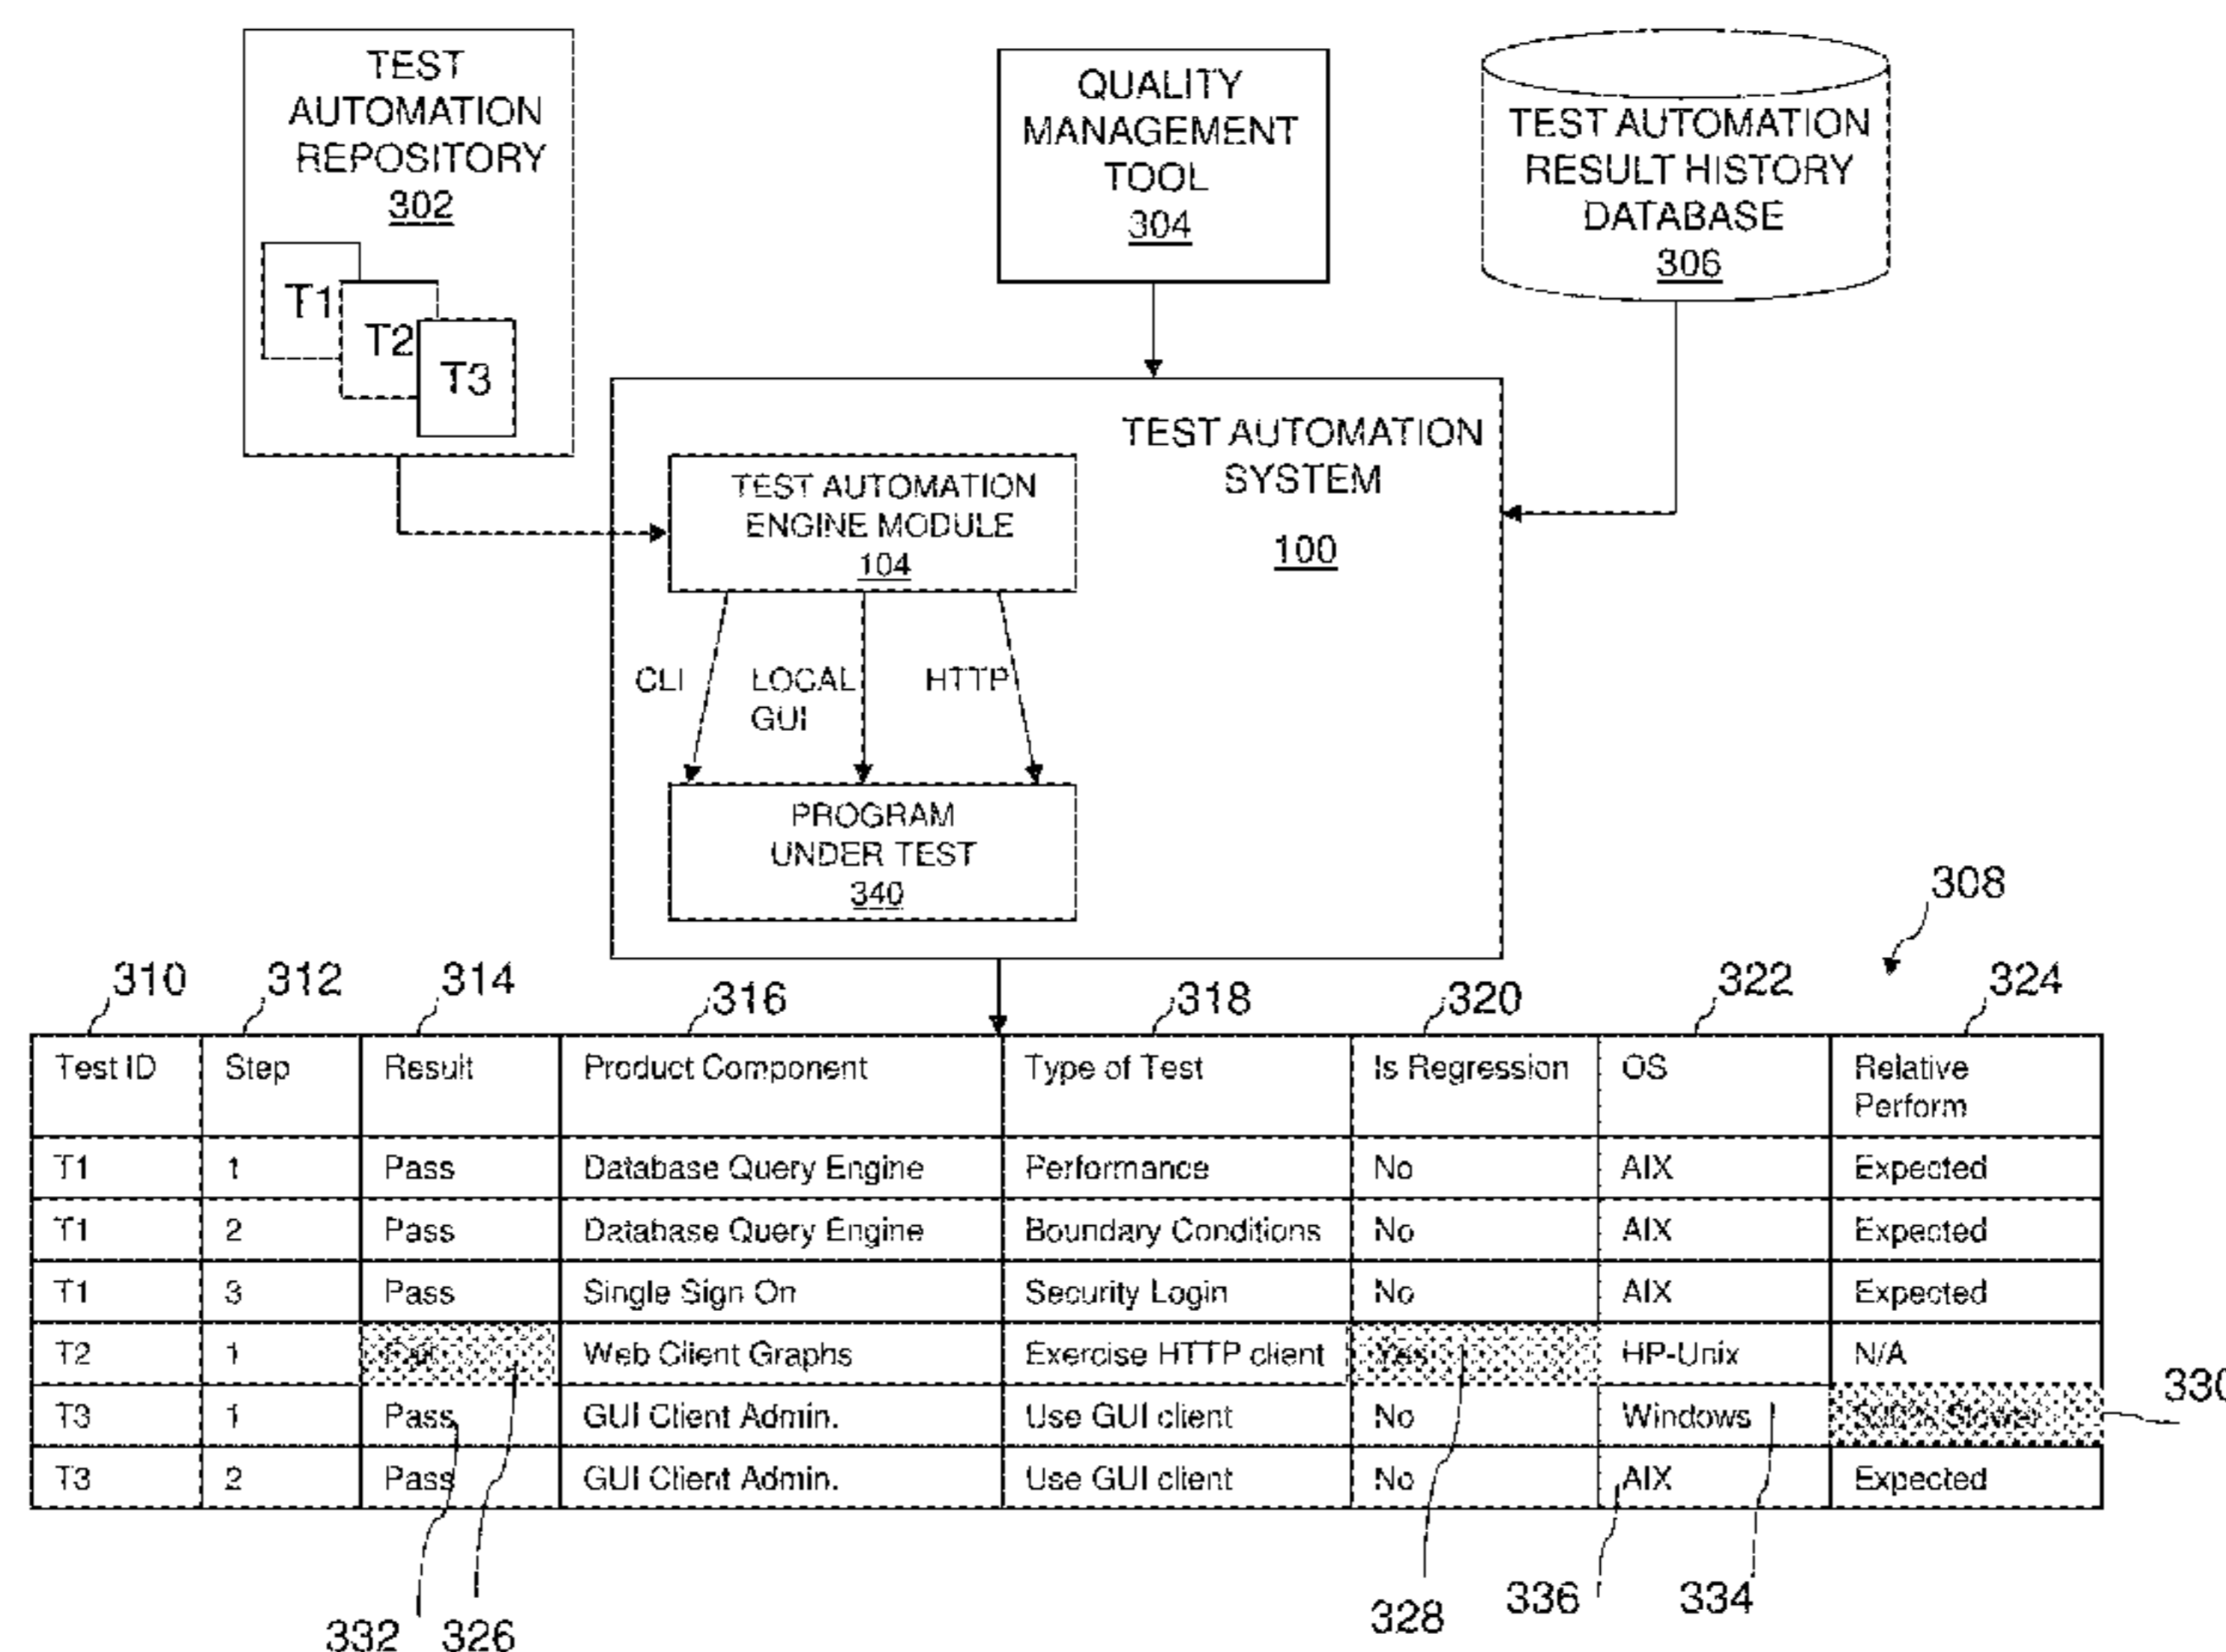 TEST
AUTOMATION
REPOSITORY
302
T1
T2
T3
QUALITY
MANAGEMENT
TOOL
304
TEST AUTOMATION
RESULT HISTORY
DATABASE
306
TEST AUTOMATION
SYSTEM
100
TEST AUTOMATION
ENGINE MODULE
104
CLI
LOCAL
GUI
HTTP
PROGRAM
UNDER TEST
340
308
310 312 314 316 318 320 322 324
Test ID Step Result Product Component Type of Test Is Regression OS Relative
Perform
T1 1 Pass Database Query Engine Performance No AIX Expected
T1 2 Pass Database Query Engine Boundary Conditions No AIX Expected
T1 3 Pass Single Sign On Security Login No AIX Expected
T2 1 Web Client Graphs Exercise HTTP client Yes HP-Unix N/A
T3 1 Pass GUI Client Admin. Use GUI client No Windows Slower
330
T3 2 Pass GUI Client Admin. Use GUI client No AIX Expected
332 326 328 336 334